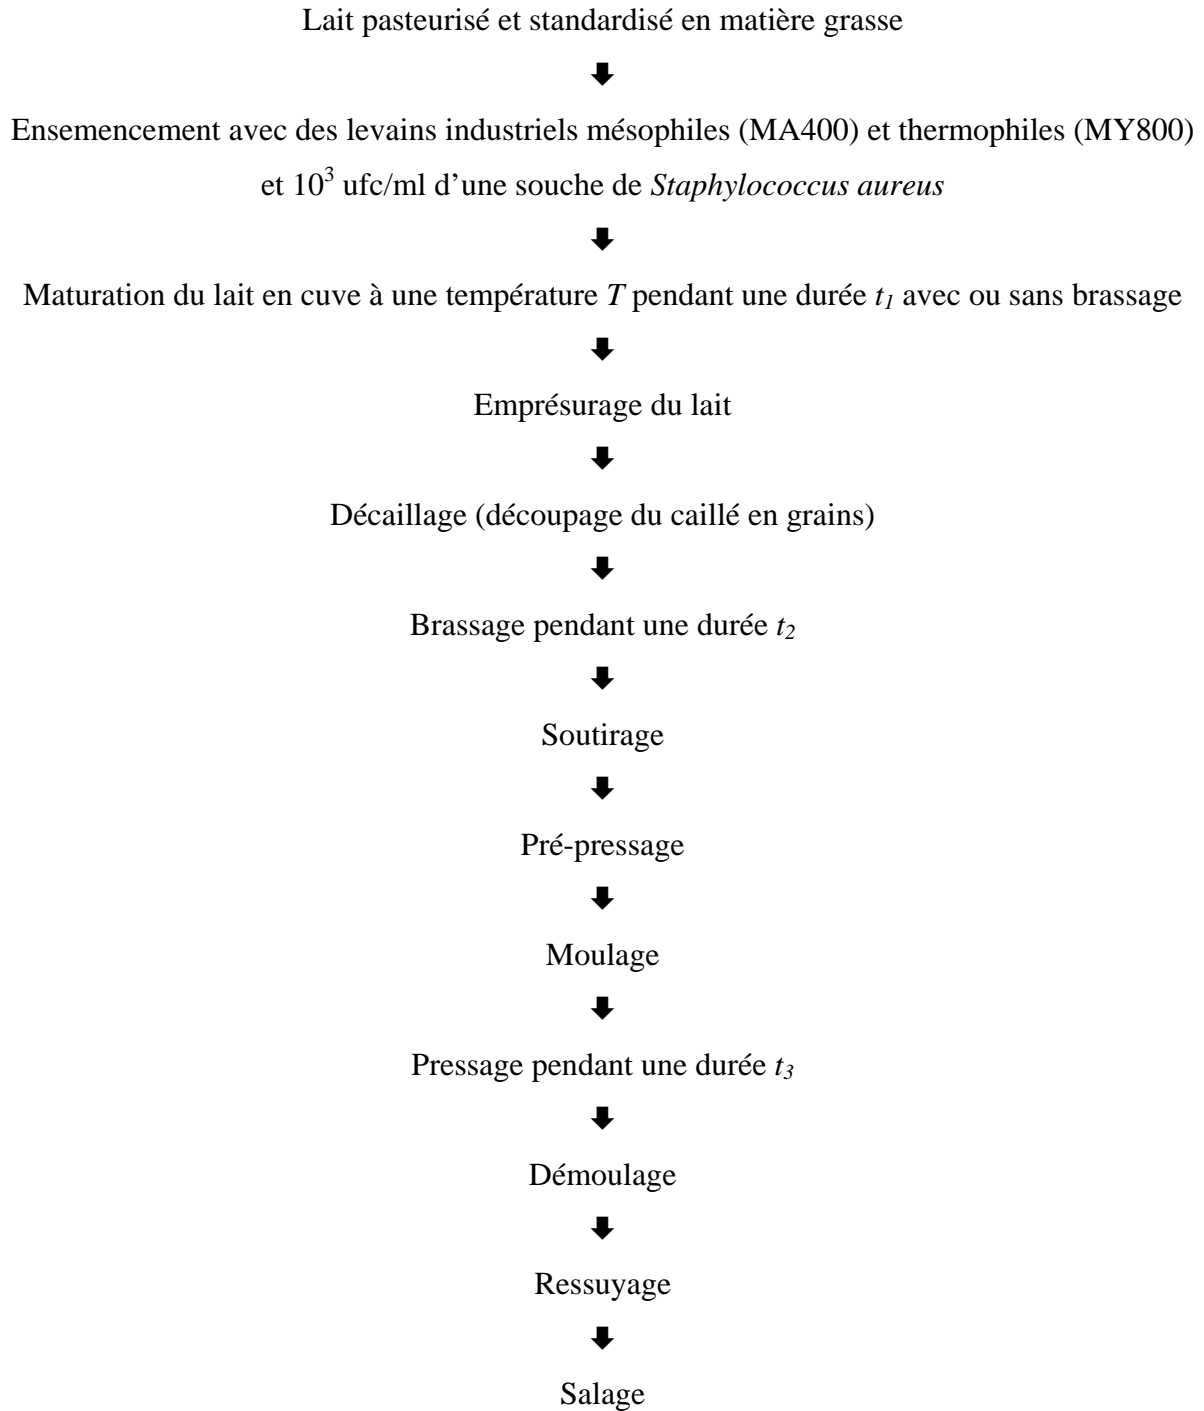 Lait pasteurisé et standardisé en matière grasse
🡇
Ensemencement avec des levains industriels mésophiles (MA400) et thermophiles (MY800)
et 10³ ufc/ml d’une souche de Staphylococcus aureus
🡇
Maturation du lait en cuve à une température T pendant une durée t₁ avec ou sans brassage
🡇
Emprésurage du lait
🡇
Décaillage (découpage du caillé en grains)
🡇
Brassage pendant une durée t₂
🡇
Soutirage
🡇
Pré-pressage
🡇
Moulage
🡇
Pressage pendant une durée t₃
🡇
Démoulage
🡇
Ressuyage
🡇
Salage